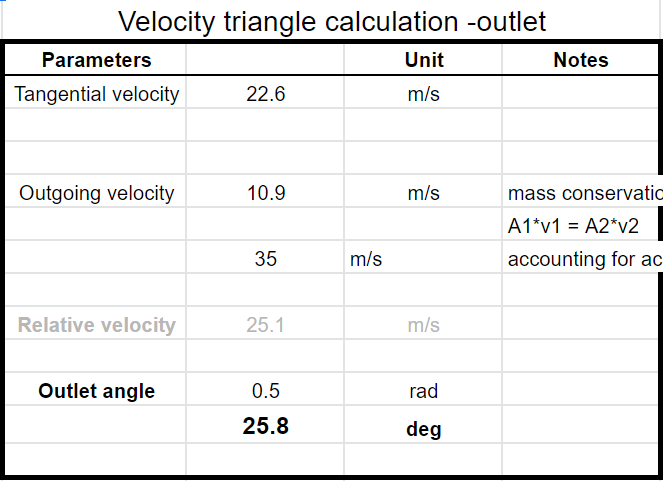 Velocity triangle calculation -outlet
Parameters Unit Notes
Tangential velocity 22.6 m/s
Outgoing velocity 10.9 m/s mass conservatio
A1*v1 = A2*v2
35 m/s accounting for ac
Relative velocity 25.1 m/s
Outlet angle 0.5 rad
25.8 deg